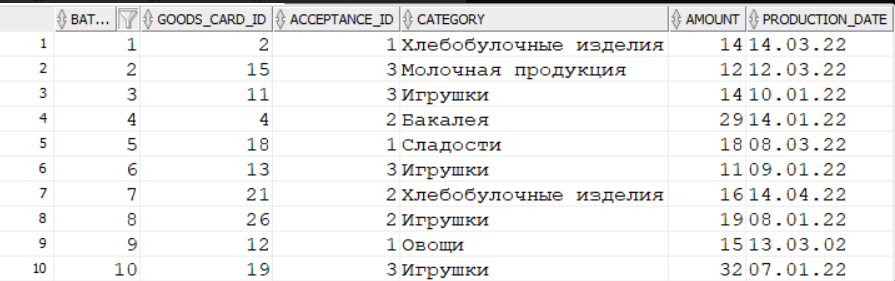 BAT... GOODS_CARD_ID ACCEPTANCE_ID CATEGORY AMOUNT PRODUCTION_DATE
1 1 2 1 Хлебобулочные изделия 14 14.03.22
2 2 15 3 Молочная продукция 12 12.03.22
3 3 11 3 Игрушки 14 10.01.22
4 4 4 2 Бакалея 29 14.01.22
5 5 18 1 Сладости 18 08.03.22
6 6 13 3 Игрушки 11 09.01.22
7 7 21 2 Хлебобулочные изделия 16 14.04.22
8 8 26 2 Игрушки 19 08.01.22
9 9 12 1 Овощи 15 13.03.02
10 10 19 3 Игрушки 32 07.01.22